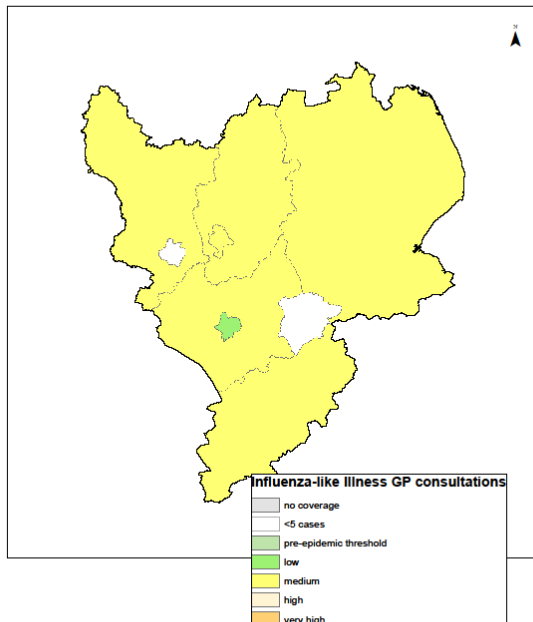 N
Influenza-like Illness GP consultations
no coverage
<5 cases
pre-epidemic threshold
low
medium
high
very high